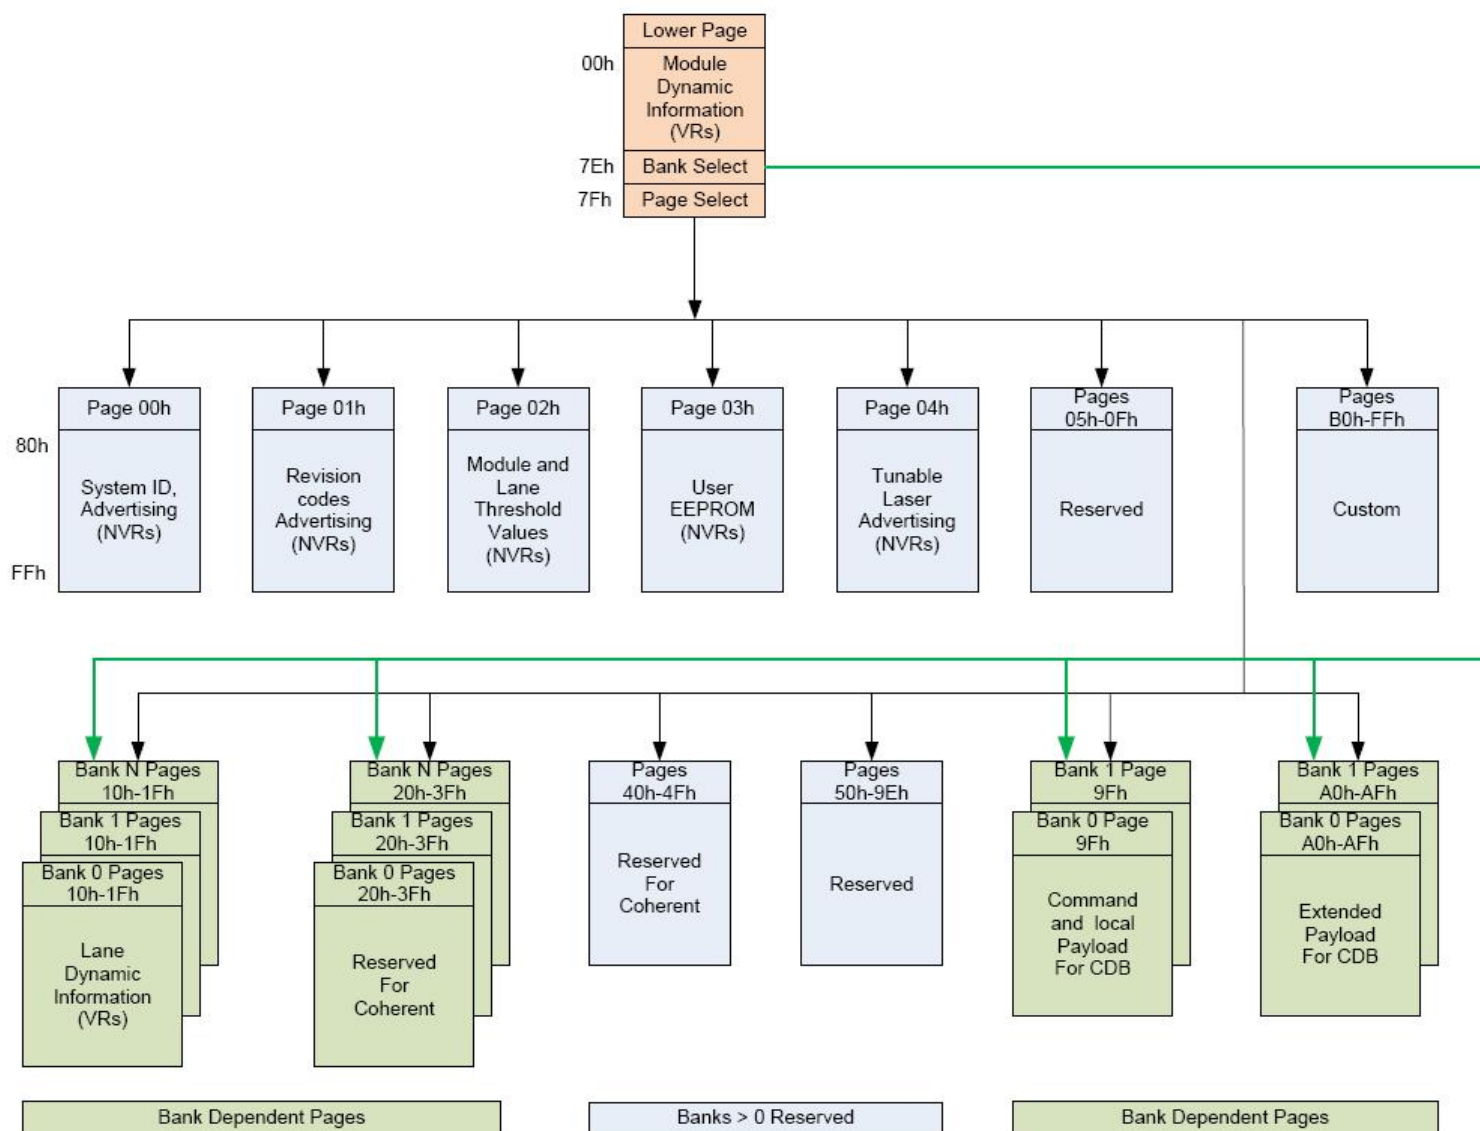 Lower Page
00h
Module
Dynamic
Information
(VRs)
7Eh
Bank Select
7Fh
Page Select
Page 00h
Page 01h
Page 02h
Page 03h
Page 04h
Pages
05h-0Fh
Pages
B0h-FFh
80h
System ID,
Advertising
(NVRs)
Revision
codes
Advertising
(NVRs)
Module and
Lane
Threshold
Values
(NVRs)
User
EEPROM
(NVRs)
Tunable
Laser
Advertising
(NVRs)
Reserved
Custom
FFh
Bank N Pages
10h-1Fh
Bank 1 Pages
10h-1Fh
Bank 0 Pages
10h-1Fh
Lane
Dynamic
Information
(VRs)
Bank N Pages
20h-3Fh
Bank 1 Pages
20h-3Fh
Bank 0 Pages
20h-3Fh
Reserved
For
Coherent
Pages
40h-4Fh
Reserved
For
Coherent
Pages
50h-9Eh
Reserved
Bank 1 Page
9Fh
Bank 0 Page
9Fh
Command
and local
Payload
For CDB
Bank 1 Pages
A0h-AFh
Bank 0 Pages
A0h-AFh
Extended
Payload
For CDB
Bank Dependent Pages
Banks > 0 Reserved
Bank Dependent Pages